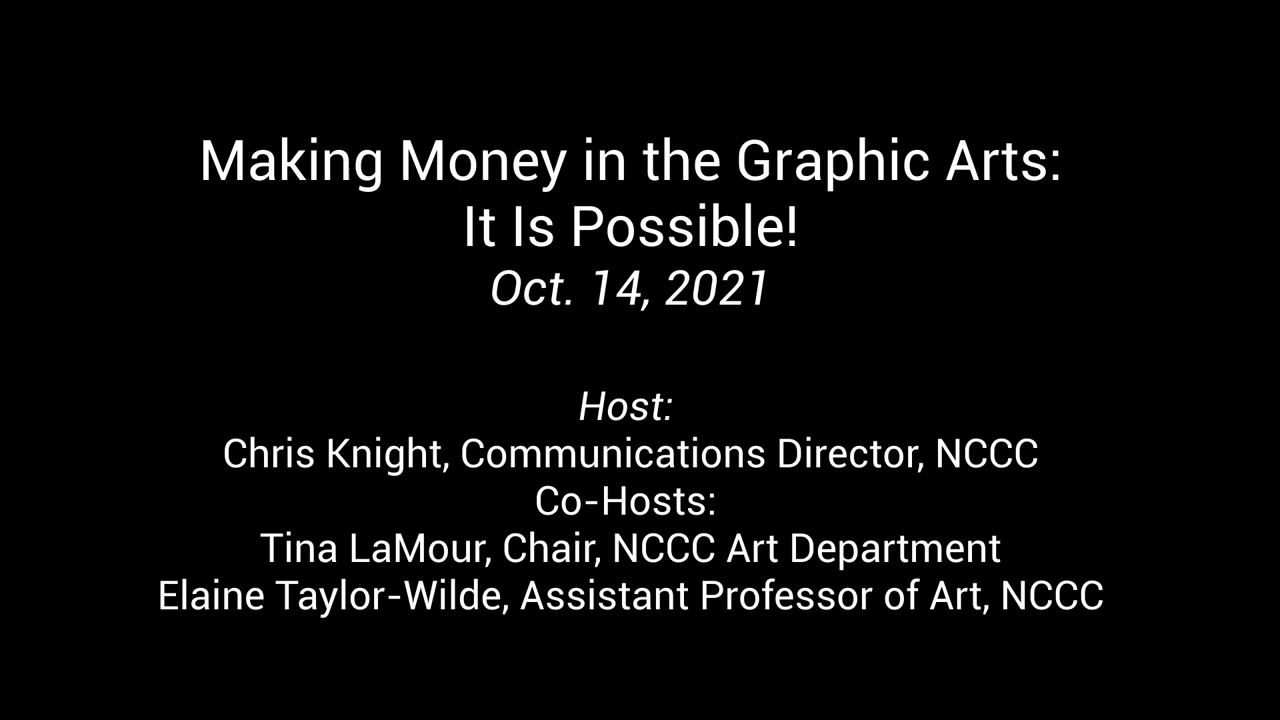 Making Money in the Graphic Arts:
It Is Possible!
Oct. 14, 2021
Host:
Chris Knight, Communications Director, NCCC
Co-Hosts:
Tina LaMour, Chair, NCCC Art Department
Elaine Taylor-Wilde, Assistant Professor of Art, NCCC